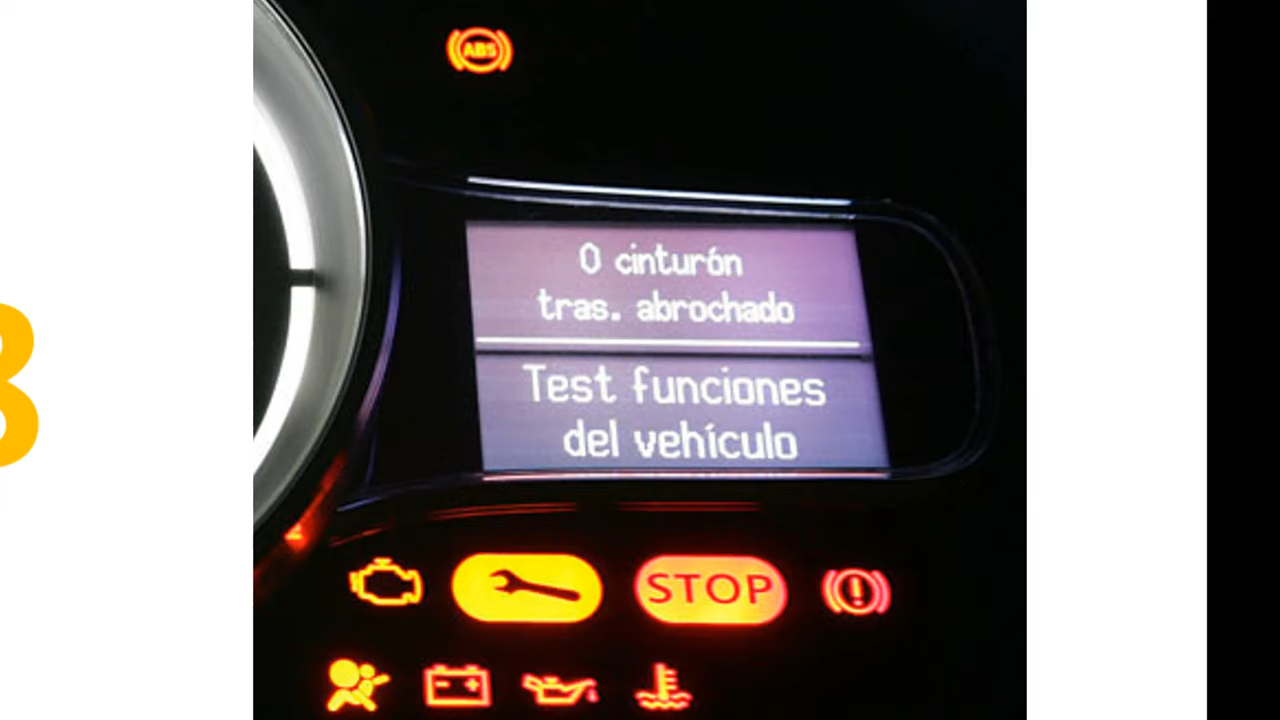 ABS
0 cinturón
tras. abrochado
Test funciones
del vehículo
STOP